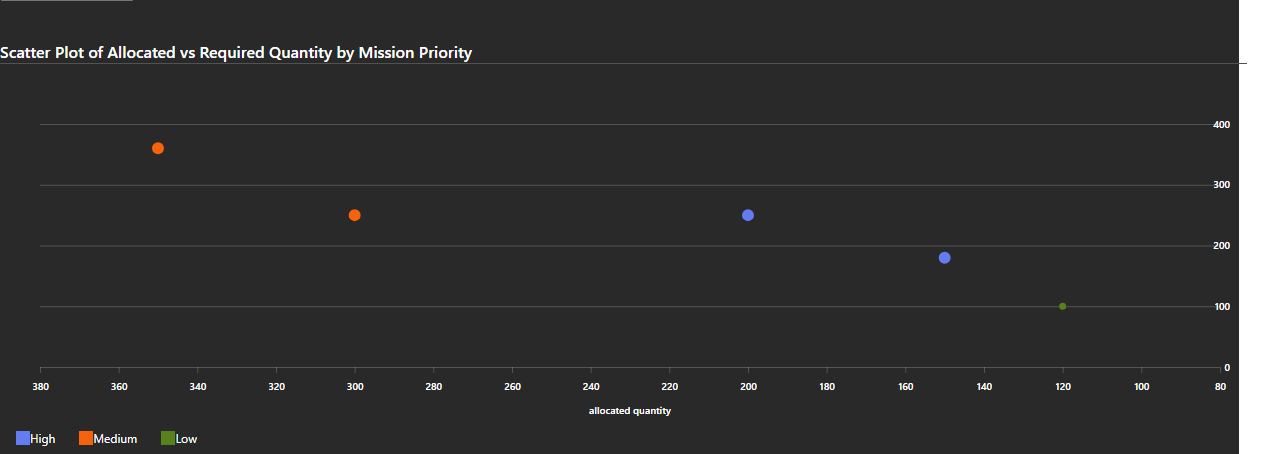 Scatter Plot of Allocated vs Required Quantity by Mission Priority
400
300
200
100
0
380 360 340 320 300 280 260 240 220 200 180 160 140 120 100 80
allocated quantity
High Medium Low